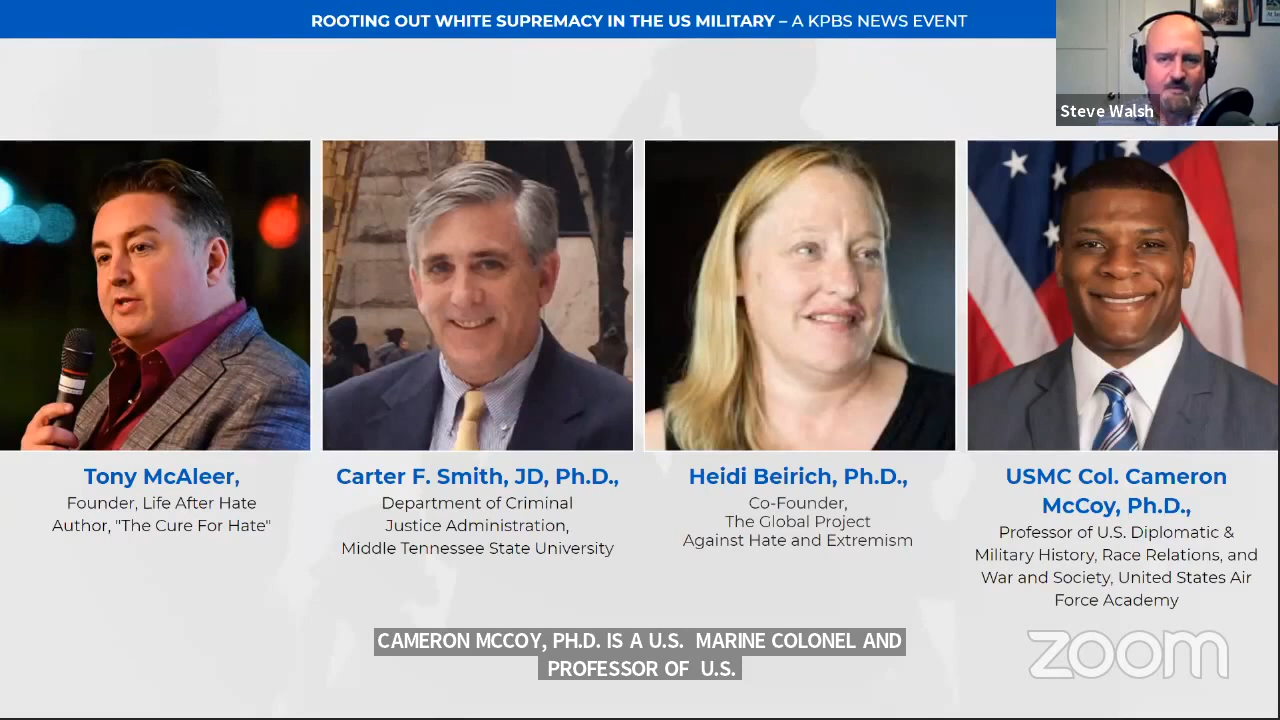 ROOTING OUT WHITE SUPREMACY IN THE US MILITARY – A KPBS NEWS EVENT
Steve Walsh
Tony McAleer,
Founder, Life After Hate
Author, "The Cure For Hate"
Carter F. Smith, JD, Ph.D.,
Department of Criminal
Justice Administration,
Middle Tennessee State University
Heidi Beirich, Ph.D.,
Co-Founder,
The Global Project
Against Hate and Extremism
USMC Col. Cameron
McCoy, Ph.D.,
Professor of U.S. Diplomatic &
Military History, Race Relations, and
War and Society, United States Air
Force Academy
CAMERON MCCOY, PH.D. IS A U.S. MARINE COLONEL AND
PROFESSOR OF U.S.
zoom